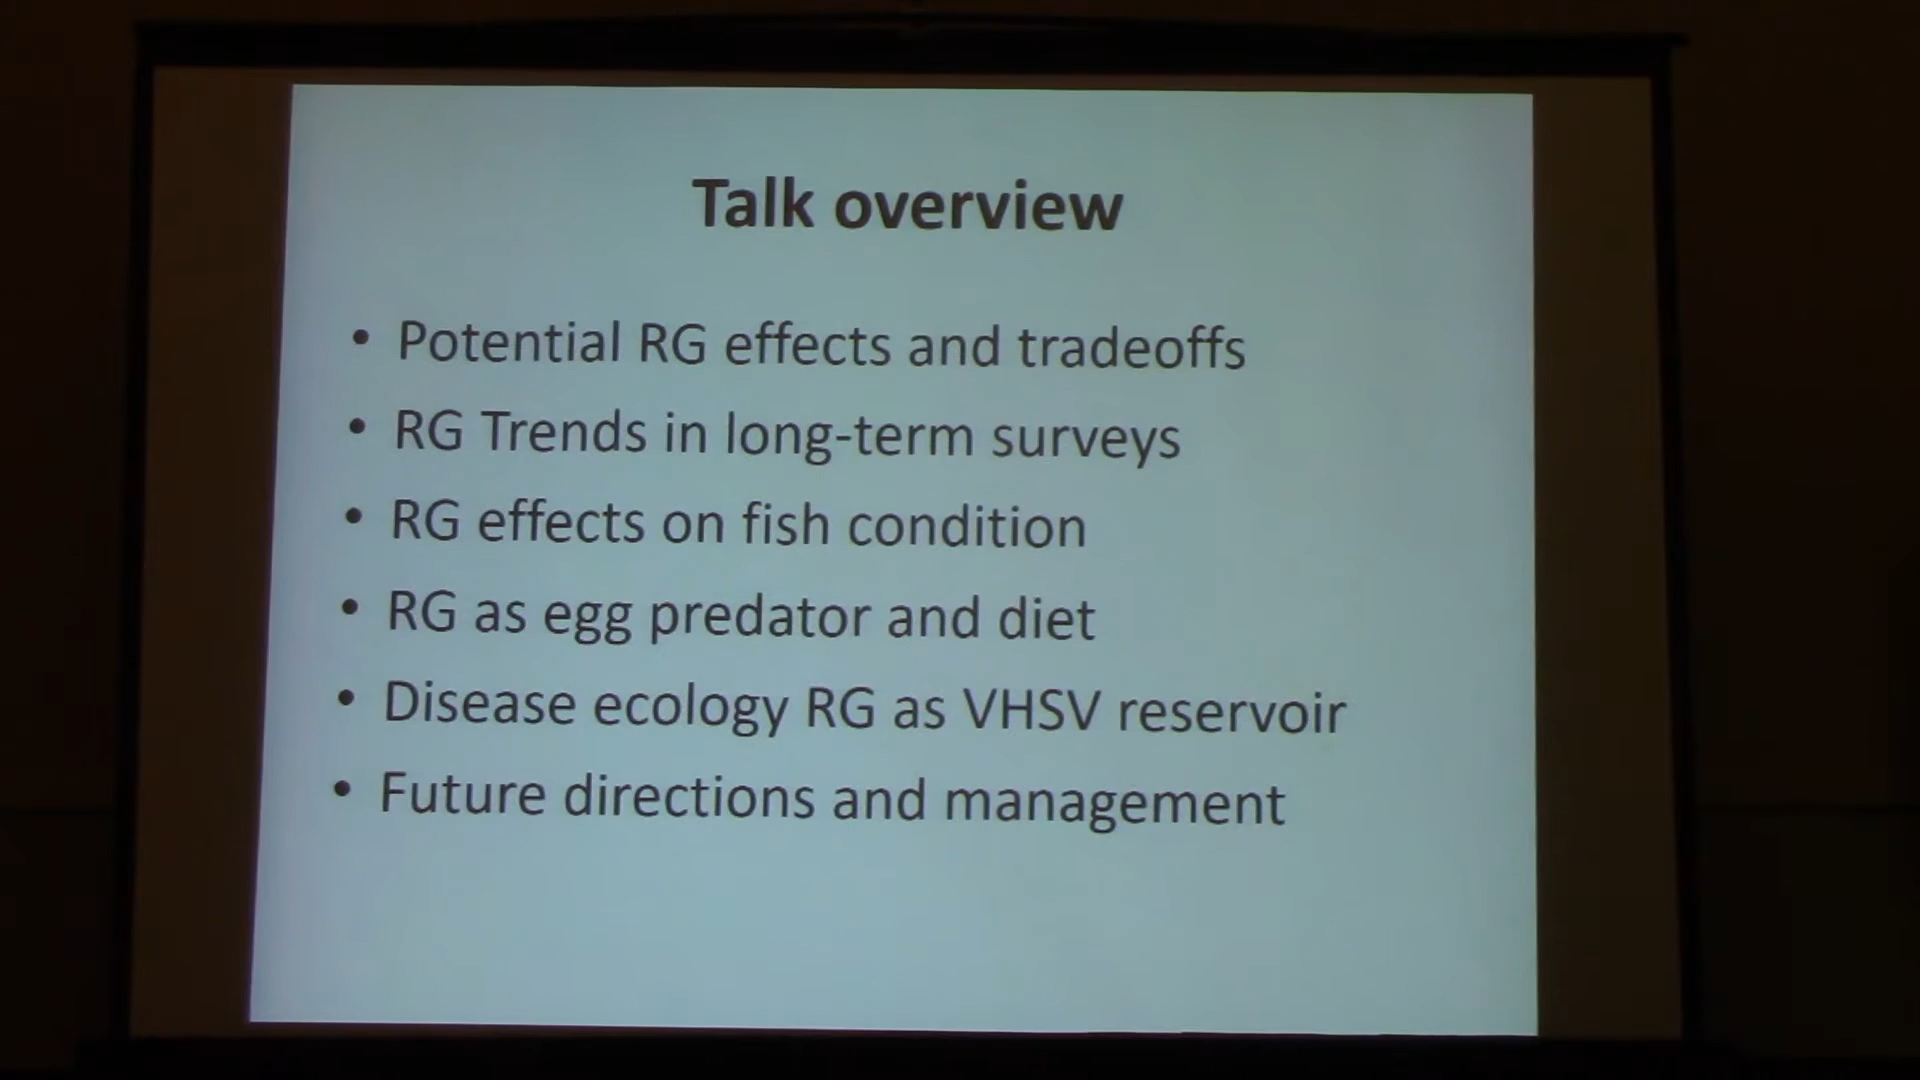 Talk overview
• Potential RG effects and tradeoffs
• RG Trends in long-term surveys
• RG effects on fish condition
• RG as egg predator and diet
• Disease ecology RG as VHSV reservoir
• Future directions and management